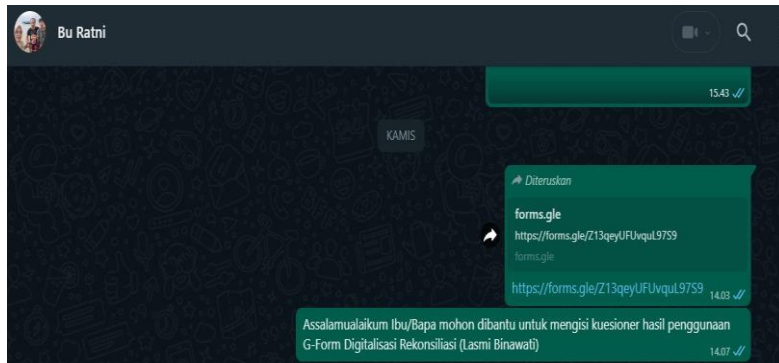 Bu Ratni
15.43
KAMIS
Diteruskan
forms.gle
https://forms.gle/Z13qeyUFUvquL97S9
forms.gle
https://forms.gle/Z13qeyUFUvquL97S9 14.03
Assalamualaikum Ibu/Bapa mohon dibantu untuk mengisi kuesioner hasil penggunaan
G-Form Digitalisasi Rekonsiliasi (Lasmi Binawati)
14.07